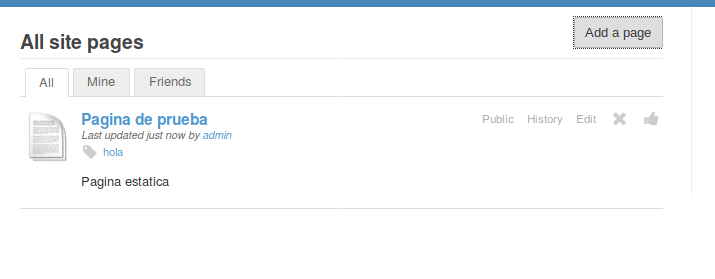 All site pages
Add a page
All Mine Friends
Pagina de prueba
Public History Edit
Last updated just now by admin
hola
Pagina estatica